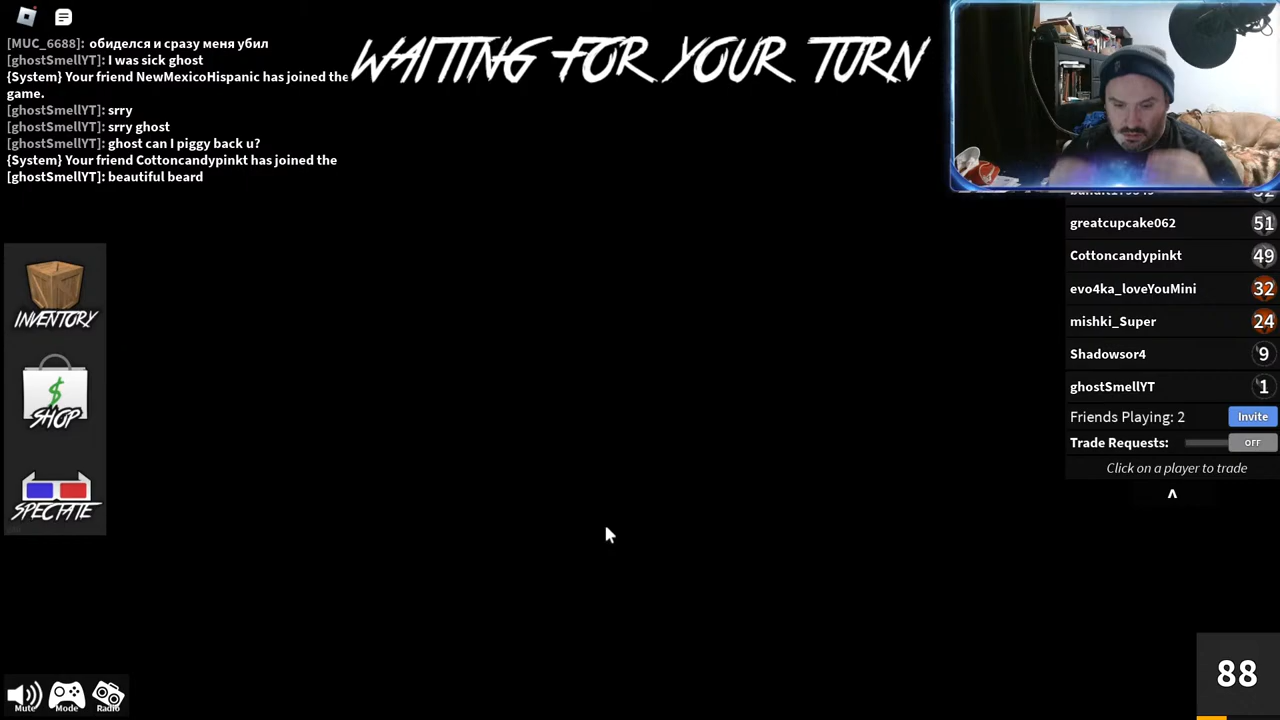 [MUC_6688]: обиделся и сразу меня убил
[ghostSmellYT]: I was sick ghost
{System} Your friend NewMexicoHispanic has joined the
game.
[ghostSmellYT]: srry
[ghostSmellYT]: srry ghost
[ghostSmellYT]: ghost can I piggy back u?
{System} Your friend Cottoncandypinkt has joined the
[ghostSmellYT]: beautiful beard
WAITING FOR YOUR TURN
greatcupcake062 51
Cottoncandypinkt 49
evo4ka_loveYouMini 32
mishki_Super 24
Shadowsor4 9
ghostSmellYT 1
Friends Playing: 2 Invite
Trade Requests: OFF
Click on a player to trade
^
INVENTORY
$
SHOP
SPECTATE
Mute
Mode
Radio
88